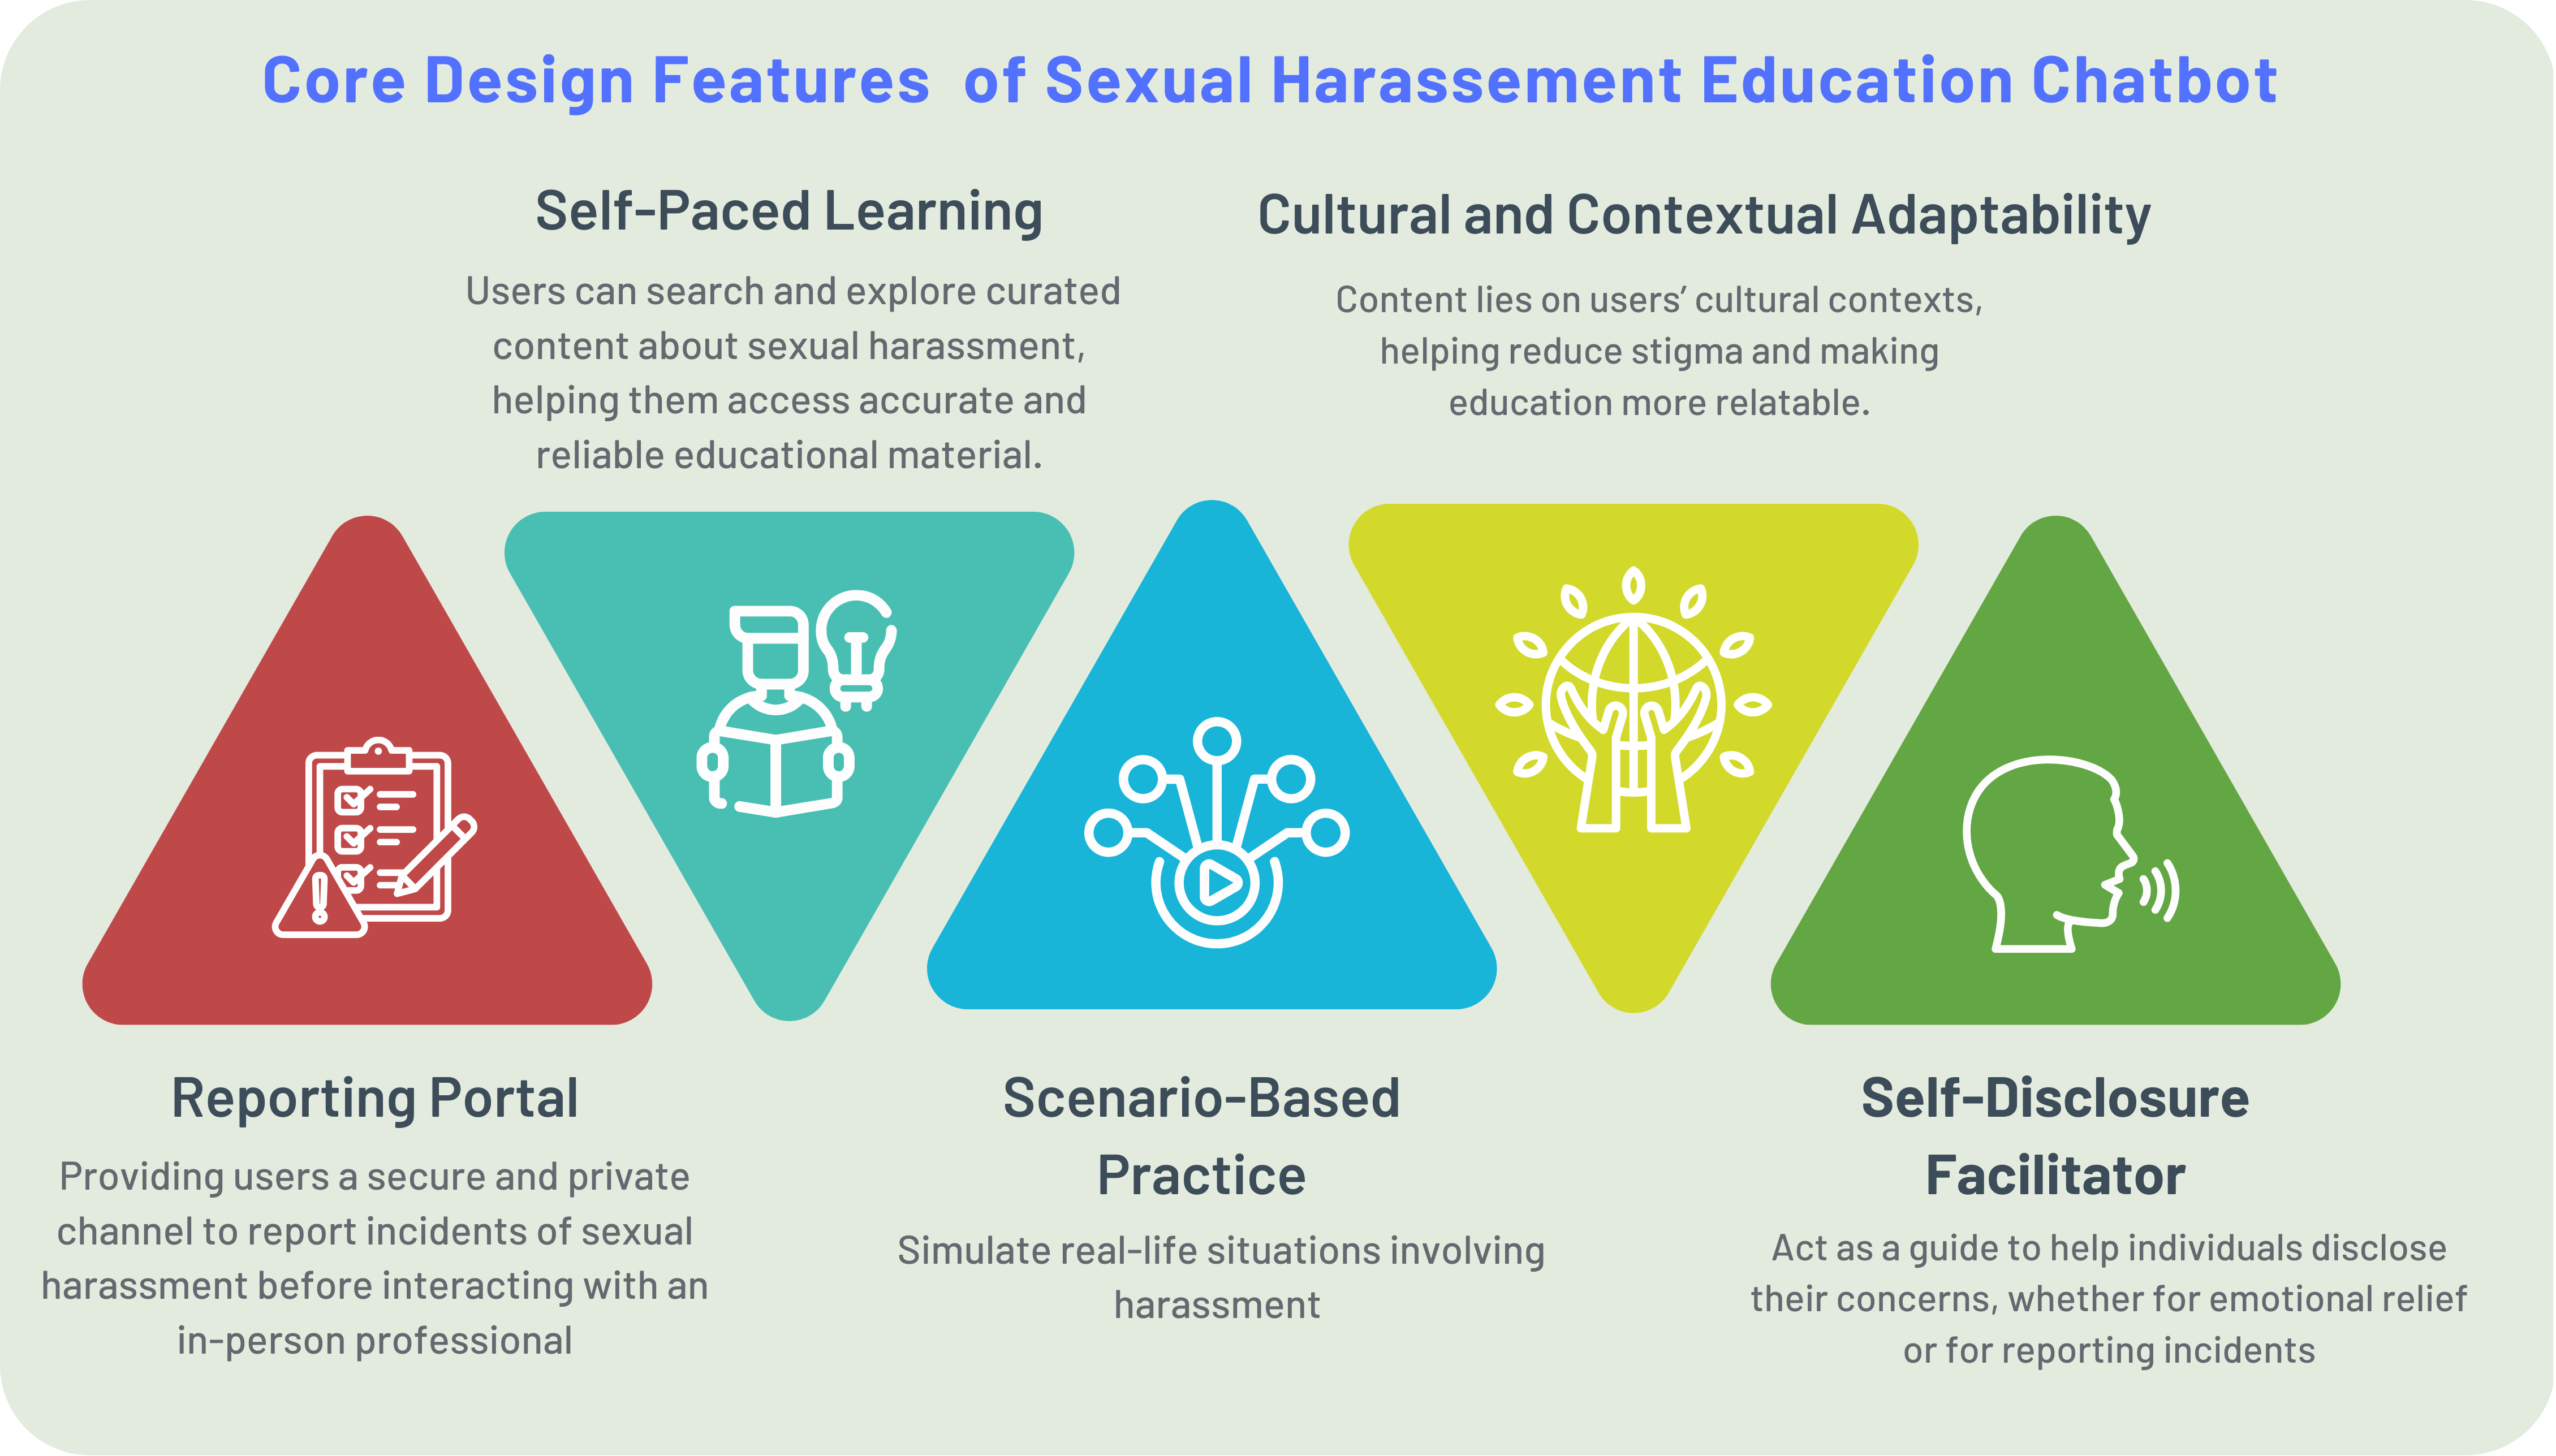 Core Design Features of Sexual Harassement Education Chatbot
Self-Paced Learning
Users can search and explore curated
content about sexual harassment,
helping them access accurate and
reliable educational material.
Cultural and Contextual Adaptability
Content lies on users’ cultural contexts,
helping reduce stigma and making
education more relatable.
Reporting Portal
Providing users a secure and private
channel to report incidents of sexual
harassment before interacting with an
in-person professional
Scenario-Based
Practice
Simulate real-life situations involving
harassment
Self-Disclosure
Facilitator
Act as a guide to help individuals disclose
their concerns, whether for emotional relief
or for reporting incidents